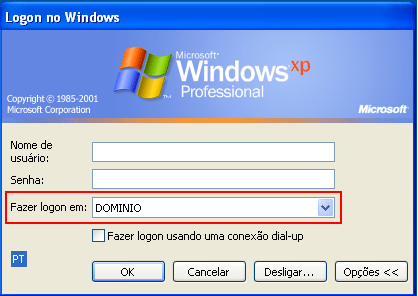 Logon no Windows
Microsoft®
Windows xp
Professional
Copyright © 1985-2001
Microsoft Corporation
Microsoft
Nome de
usuário:
Senha:
Fazer logon em: DOMINIO
Fazer logon usando uma conexão dial-up
PT
OK Cancelar Desligar... Opções <<